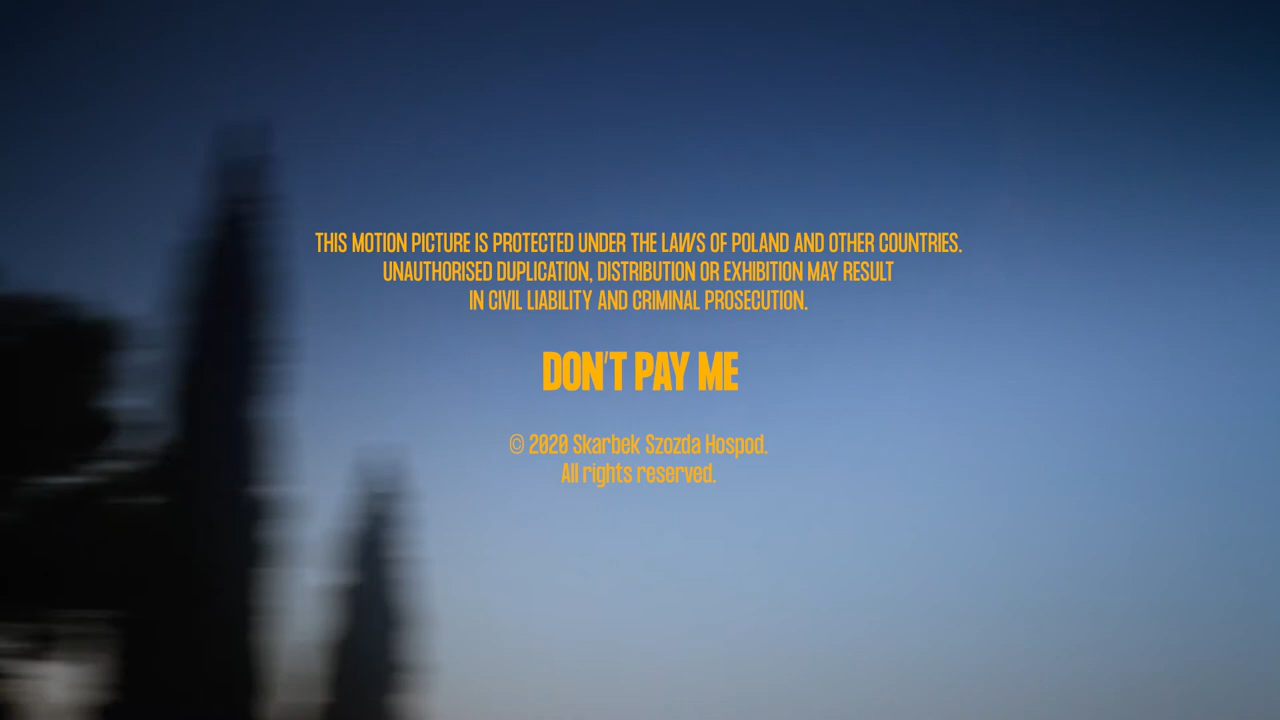 THIS MOTION PICTURE IS PROTECTED UNDER THE LAWS OF POLAND AND OTHER COUNTRIES.
UNAUTHORISED DUPLICATION, DISTRIBUTION OR EXHIBITION MAY RESULT
IN CIVIL LIABILITY AND CRIMINAL PROSECUTION.
DON'T PAY ME
© 2020 Skarbek Szozda Hospod.
All rights reserved.